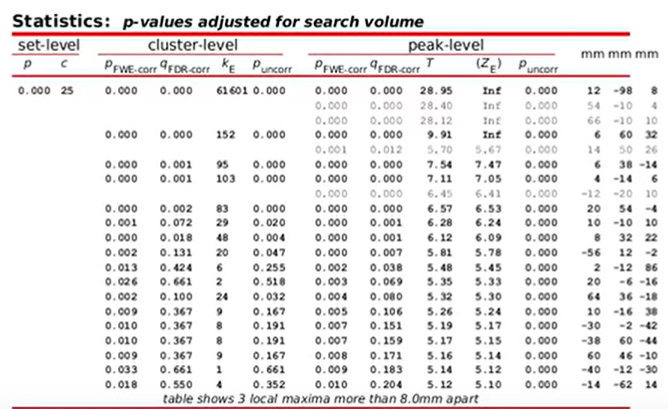 Statistics: p-values adjusted for search volume
set-level cluster-level peak-level
mm mm mm
p c pFWE-corr qFDR-corr kE puncorr pFWE-corr qFDR-corr T (ZE) puncorr
0.000 25 0.000 0.000 61601 0.000 0.000 0.000 28.95 Inf 0.000 12 -98 8
0.000 0.000 28.40 Inf 0.000 54 -10 4
0.000 0.000 28.12 Inf 0.000 66 -10 10
0.000 0.000 152 0.000 0.000 0.000 9.91 Inf 0.000 6 60 32
0.001 0.012 5.70 5.67 0.000 14 50 26
0.000 0.001 95 0.000 0.000 0.000 7.54 7.47 0.000 6 38 -14
0.000 0.001 103 0.000 0.000 0.000 7.11 7.05 0.000 4 -14 6
0.000 0.000 6.45 6.41 0.000 -12 -20 10
0.000 0.002 83 0.000 0.000 0.000 6.57 6.53 0.000 20 54 -4
0.001 0.072 29 0.020 0.000 0.001 6.28 6.24 0.000 10 -10 10
0.000 0.018 48 0.004 0.000 0.001 6.12 6.09 0.000 8 32 22
0.002 0.131 20 0.047 0.000 0.007 5.81 5.78 0.000 -56 12 -2
0.013 0.424 6 0.255 0.002 0.038 5.48 5.45 0.000 2 -12 86
0.026 0.661 2 0.518 0.003 0.069 5.35 5.33 0.000 20 -6 -16
0.002 0.100 24 0.032 0.004 0.080 5.32 5.30 0.000 64 36 -18
0.009 0.367 9 0.167 0.005 0.106 5.26 5.24 0.000 10 -16 38
0.010 0.367 8 0.191 0.007 0.151 5.19 5.17 0.000 -30 -2 -42
0.010 0.367 8 0.191 0.007 0.159 5.17 5.15 0.000 -38 60 -44
0.009 0.367 9 0.167 0.008 0.171 5.16 5.14 0.000 60 46 -10
0.033 0.661 1 0.661 0.009 0.183 5.14 5.12 0.000 -40 -12 -30
0.018 0.550 4 0.352 0.010 0.204 5.12 5.10 0.000 -14 -62 14
table shows 3 local maxima more than 8.0mm apart